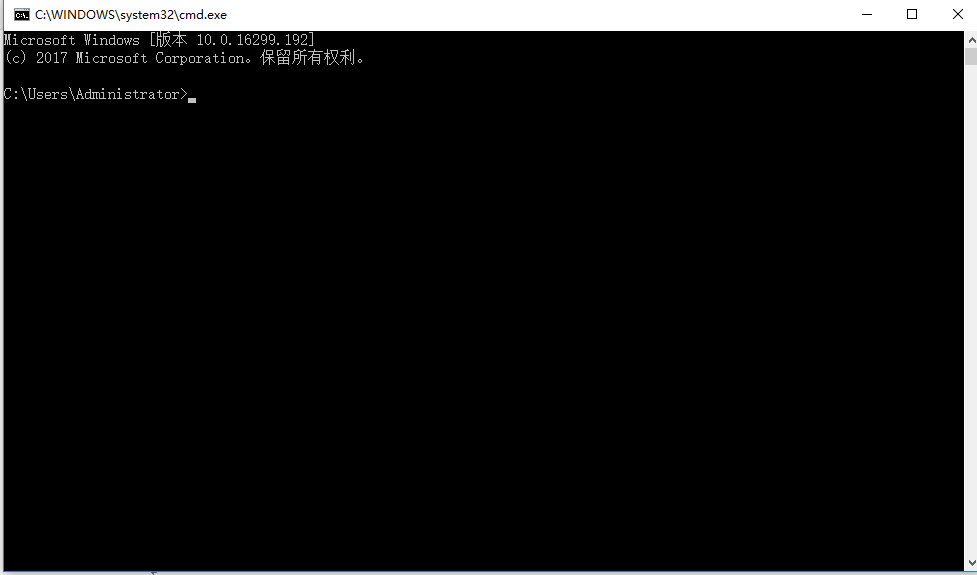 C:\WINDOWS\system32\cmd.exe
Microsoft Windows [版本 10.0.16299.192]
(c) 2017 Microsoft Corporation。保留所有权利。
C:\Users\Administrator>